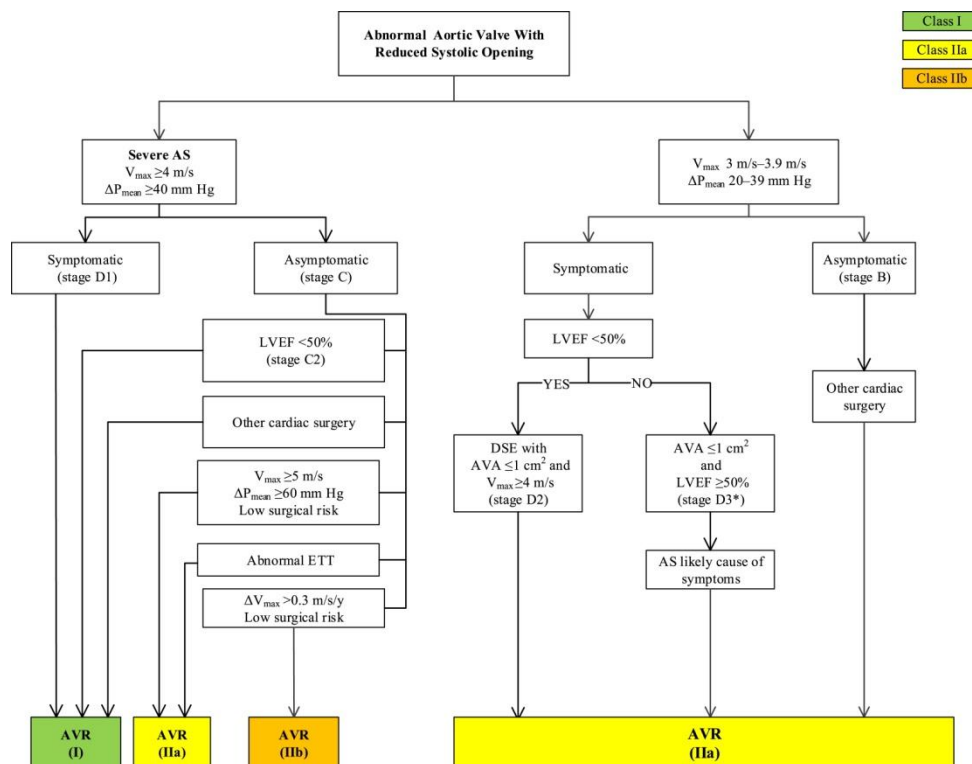 Abnormal Aortic Valve With
Reduced Systolic Opening
Class I
Class IIa
Class IIb
Severe AS
Vmax ≥4 m/s
ΔPmean ≥40 mm Hg
Vmax 3 m/s–3.9 m/s
ΔPmean 20–39 mm Hg
Symptomatic
(stage D1)
Asymptomatic
(stage C)
Symptomatic
Asymptomatic
(stage B)
LVEF <50%
(stage C2)
LVEF <50%
YES
NO
Other cardiac surgery
Other cardiac
surgery
Vmax ≥5 m/s
ΔPmean ≥60 mm Hg
Low surgical risk
DSE with
AVA ≤1 cm² and
Vmax ≥4 m/s
(stage D2)
AVA ≤1 cm²
and
LVEF ≥50%
(stage D3*)
Abnormal ETT
AS likely cause of
symptoms
ΔVmax >0.3 m/s/y
Low surgical risk
AVR
(I)
AVR
(IIa)
AVR
(IIb)
AVR
(IIa)